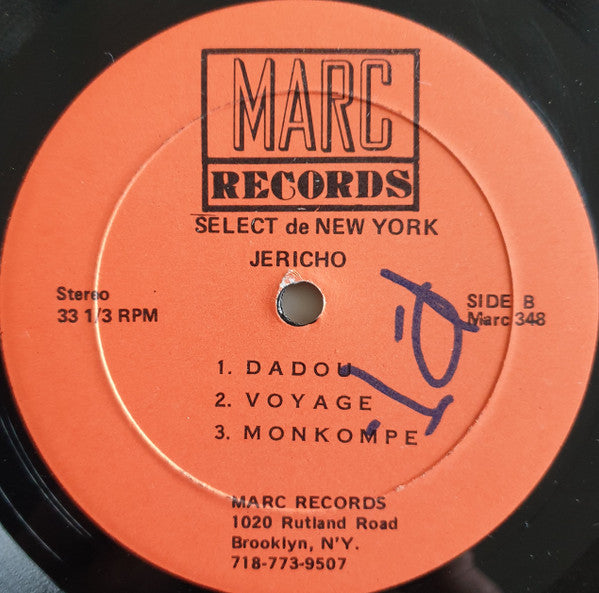 MARC
RECORDS
SELECT de NEW YORK
JERICHO
Stereo
33 1/3 RPM
SIDE B
Marc 348
1. DADOU
2. VOYAGE
3. MONKOMPE
MARC RECORDS
1020 Rutland Road
Brooklyn, N'Y.
718-773-9507